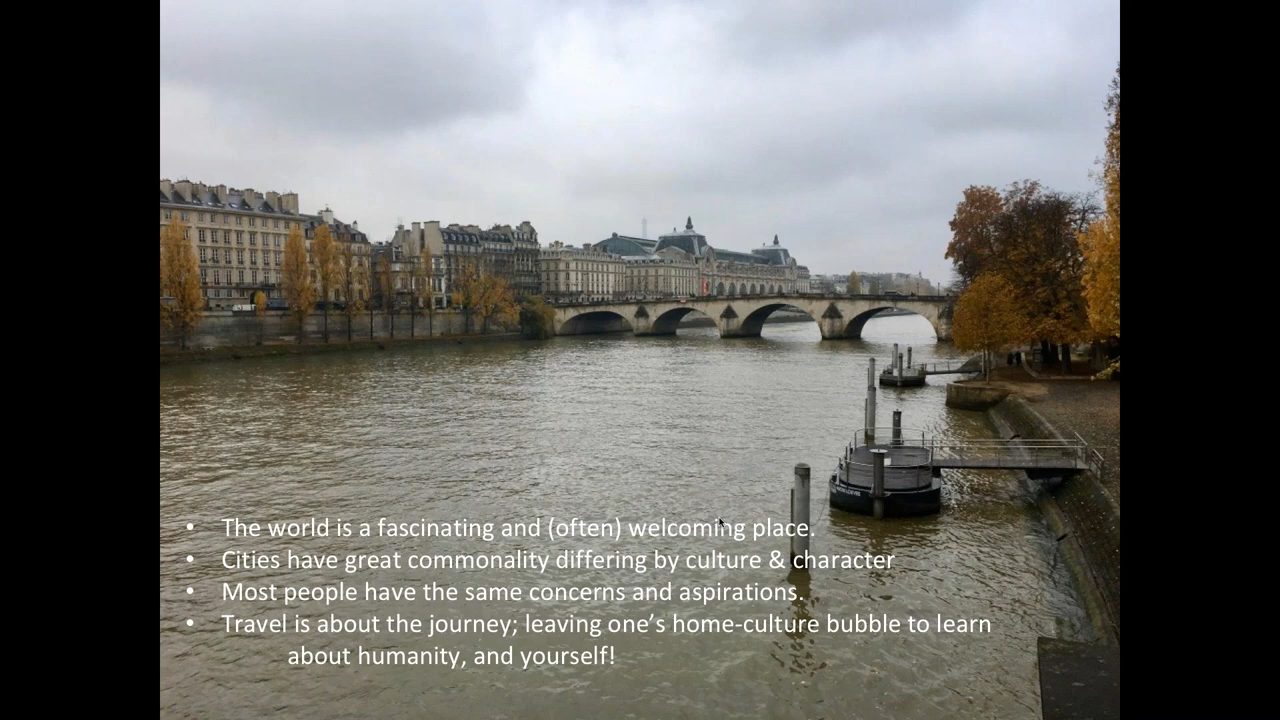 • The world is a fascinating and (often) welcoming place.
• Cities have great commonality differing by culture & character
• Most people have the same concerns and aspirations.
• Travel is about the journey; leaving one’s home-culture bubble to learn
about humanity, and yourself!